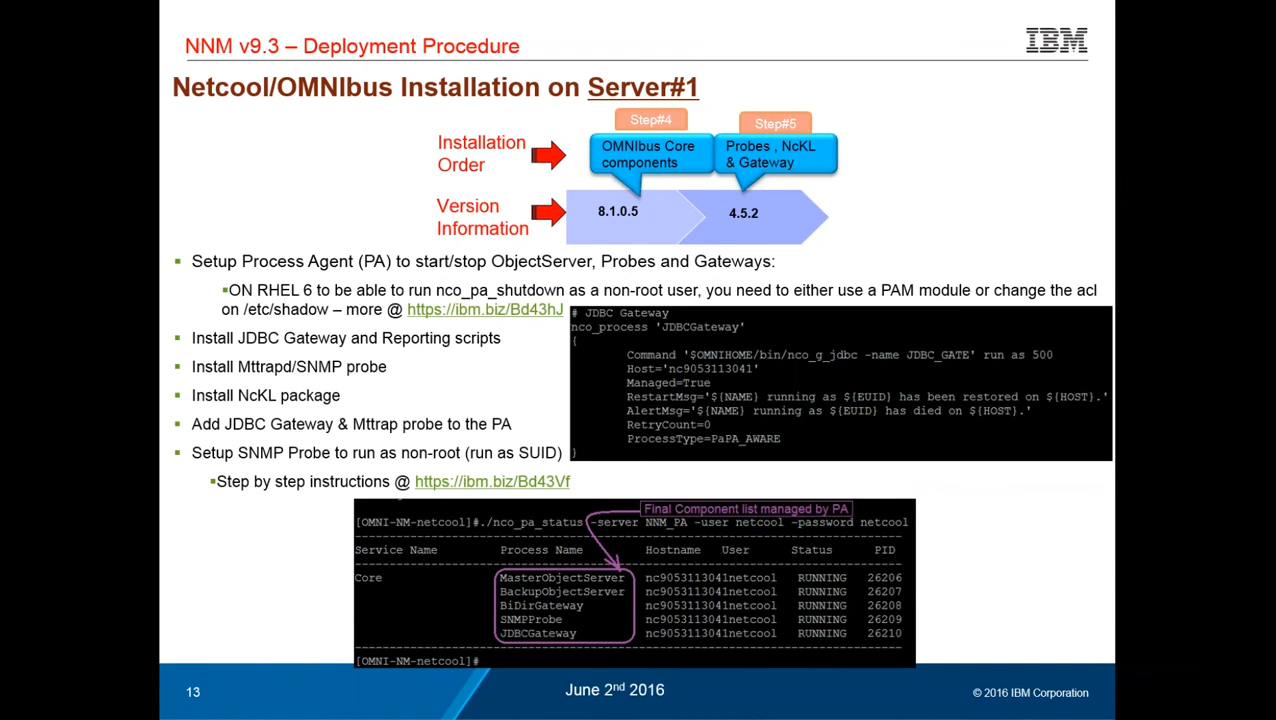 NNM v9.3 – Deployment Procedure
IBM
Netcool/OMNIbus Installation on Server#1
Step#4
Step#5
Installation
Order
OMNIbus Core
components
Probes , NcKL
& Gateway
Version
Information
8.1.0.5
4.5.2
▪ Setup Process Agent (PA) to start/stop ObjectServer, Probes and Gateways:
▪ON RHEL 6 to be able to run nco_pa_shutdown as a non-root user, you need to either use a PAM module or change the acl
on /etc/shadow – more @ https://ibm.biz/Bd43hJ
▪ Install JDBC Gateway and Reporting scripts
▪ Install Mttrapd/SNMP probe
▪ Install NcKL package
▪ Add JDBC Gateway & Mttrap probe to the PA
▪ Setup SNMP Probe to run as non-root (run as SUID)
▪Step by step instructions @ https://ibm.biz/Bd43Vf
# JDBC Gateway
nco_process 'JDBCGateway'
{
Command '$OMNIHOME/bin/nco_g_jdbc -name JDBC_GATE' run as 500
Host='nc9053113041'
Managed=True
RestartMsg='${NAME} running as ${EUID} has been restored on ${HOST}.'
AlertMsg='${NAME} running as ${EUID} has died on ${HOST}.'
RetryCount=0
ProcessType=PaPA_AWARE
}
Final Component list managed by PA
[OMNI-NM-netcool]#./nco_pa_status -server NNM_PA -user netcool -password netcool
Service Name Process Name Hostname User Status PID
Core MasterObjectServer nc9053113041netcool RUNNING 26206
BackupObjectServer nc9053113041netcool RUNNING 26207
BiDirGateway nc9053113041netcool RUNNING 26208
SNMPProbe nc9053113041netcool RUNNING 26209
JDBCGateway nc9053113041netcool RUNNING 26210
[OMNI-NM-netcool]#
13
June 2nd 2016
© 2016 IBM Corporation